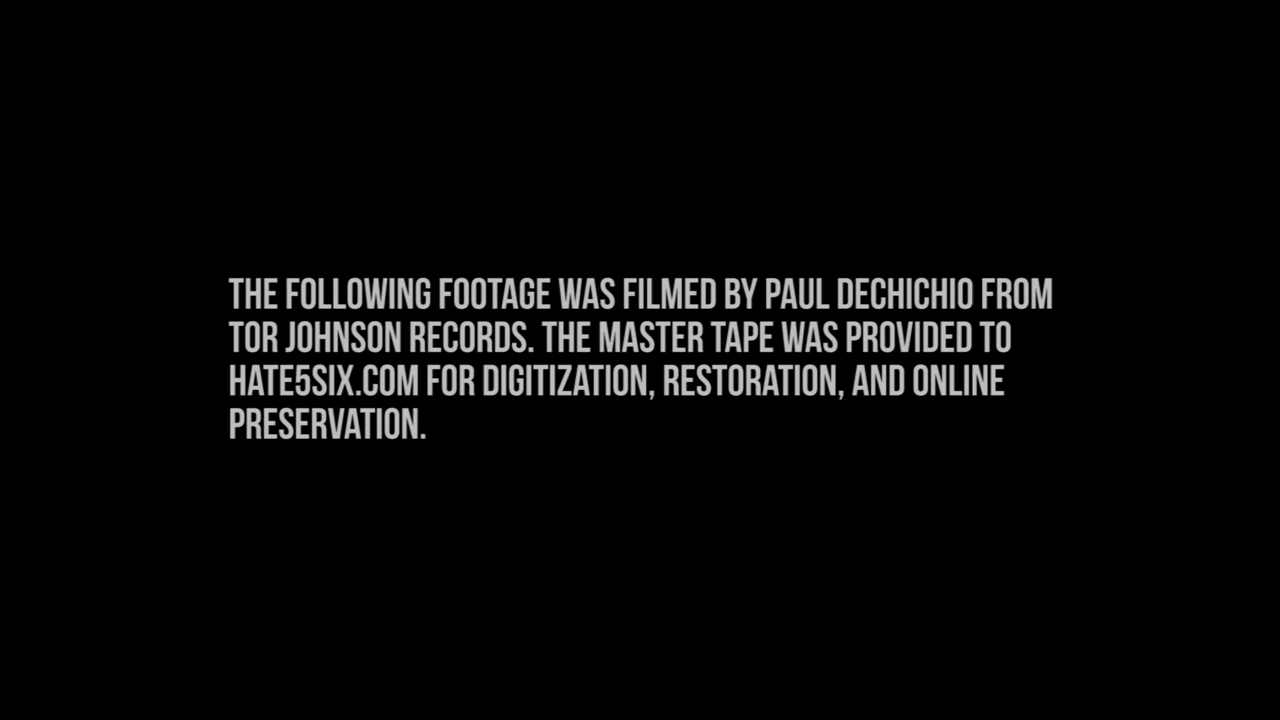 THE FOLLOWING FOOTAGE WAS FILMED BY PAUL DECHICHIO FROM
TOR JOHNSON RECORDS. THE MASTER TAPE WAS PROVIDED TO
HATE5SIX.COM FOR DIGITIZATION, RESTORATION, AND ONLINE
PRESERVATION.